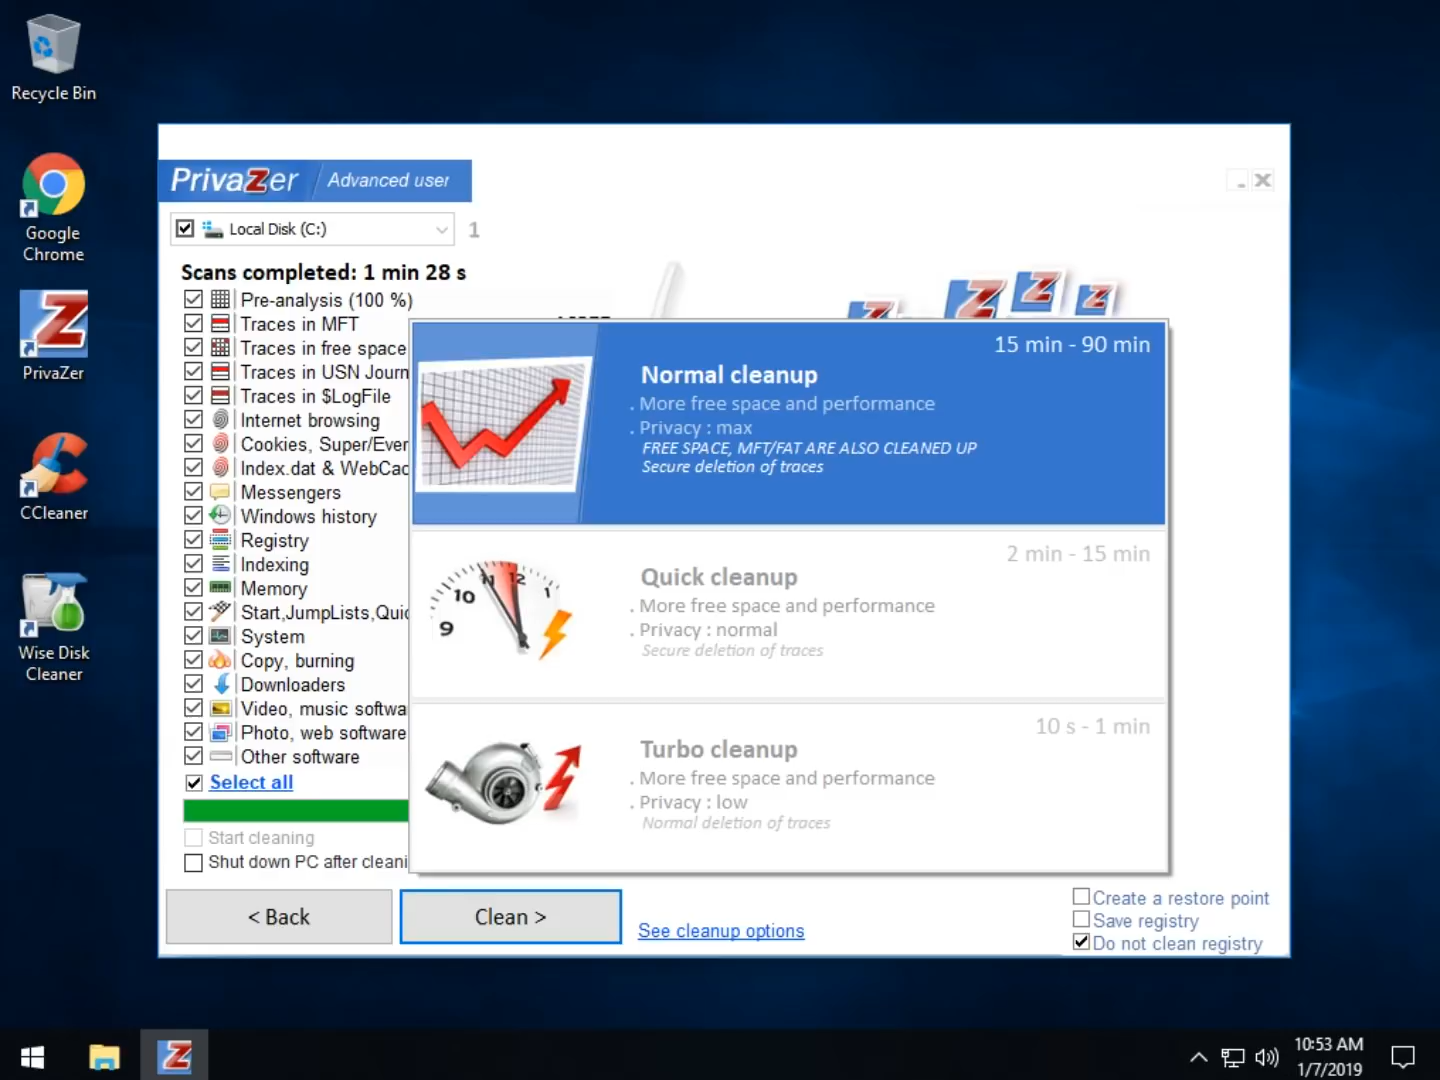 Recycle Bin
Google
Chrome
PrivaZer
CCleaner
Wise Disk
Cleaner
PrivaZer
Advanced user
Local Disk (C:)
1
Scans completed: 1 min 28 s
Pre-analysis (100 %)
Traces in MFT
Traces in free space
Traces in USN Journ
Traces in $LogFile
Internet browsing
Cookies, Super/Ever
Index.dat & WebCac
Messengers
Windows history
Registry
Indexing
Memory
Start,JumpLists,Quic
System
Copy, burning
Downloaders
Video, music softwa
Photo, web software
Other software
Select all
Start cleaning
Shut down PC after cleani
15 min - 90 min
Normal cleanup
. More free space and performance
. Privacy : max
FREE SPACE, MFT/FAT ARE ALSO CLEANED UP
Secure deletion of traces
2 min - 15 min
Quick cleanup
. More free space and performance
. Privacy : normal
Secure deletion of traces
9 10 11 12 1
10 s - 1 min
Turbo cleanup
. More free space and performance
. Privacy : low
Normal deletion of traces
< Back
Clean >
See cleanup options
Create a restore point
Save registry
Do not clean registry
10:53 AM
1/7/2019